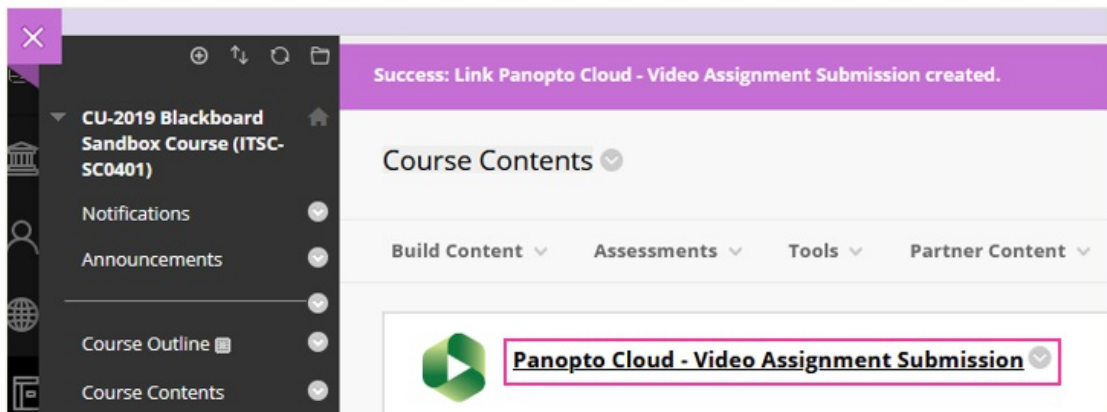 Success: Link Panopto Cloud - Video Assignment Submission created.
CU-2019 Blackboard
Sandbox Course (ITSC-
SC0401)
Notifications
Announcements
Course Outline
Course Contents
Course Contents
Build Content
Assessments
Tools
Partner Content
Panopto Cloud - Video Assignment Submission